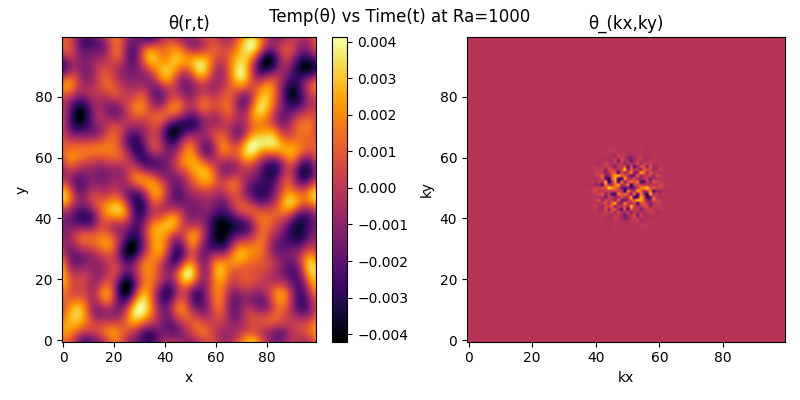 Temp(θ) vs Time(t) at Ra=1000
θ(r,t)
θ_(kx,ky)
y
80
60
40
20
0
0 20 40 60 80
x
0.004
0.003
0.002
0.001
0.000
−0.001
−0.002
−0.003
−0.004
ky
80
60
40
20
0
0 20 40 60 80
kx